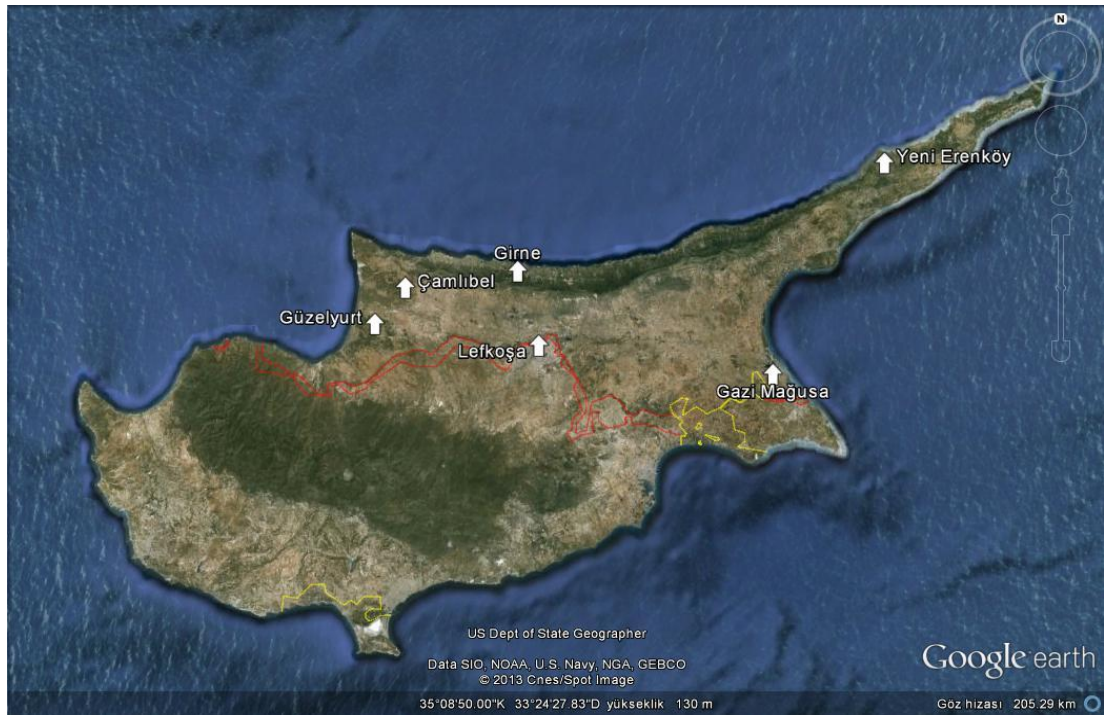 N
Yeni Erenköy
Girne
Çamlıbel
Güzelyurt
Lefkoşa
Gazi Mağusa
US Dept of State Geographer
Data SIO, NOAA, U.S. Navy, NGA, GEBCO
© 2013 Cnes/Spot Image
Google earth
35°08'50.00"K 33°24'27.83"D yükseklik 130 m
Göz hizası 205.29 km